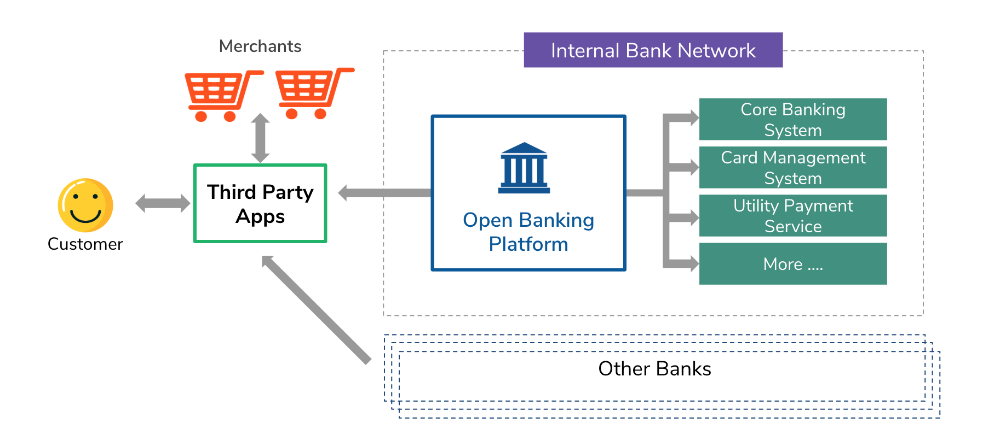 Merchants
Internal Bank Network
Core Banking
System
Card Management
System
Third Party
Apps
Utility Payment
Service
Open Banking
Platform
Customer
More ....
Other Banks